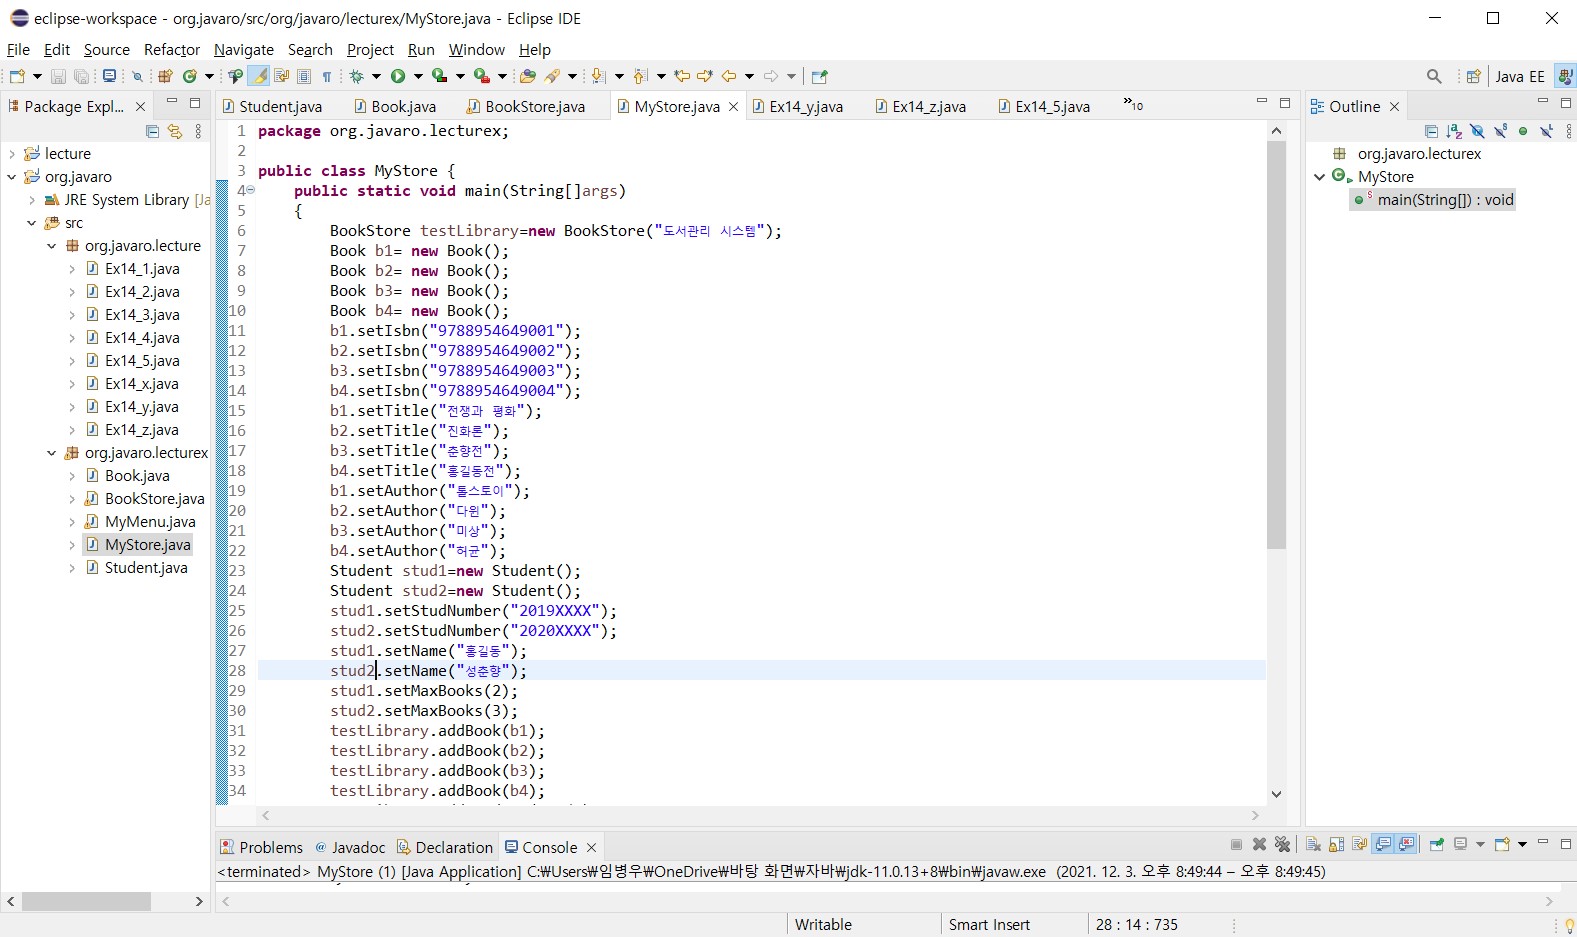 eclipse-workspace - org.javaro/src/org/javaro/lecturex/MyStore.java - Eclipse IDE
File Edit Source Refactor Navigate Search Project Run Window Help
Java EE
Package Expl...
lecture
org.javaro
JRE System Library [Ja
src
org.javaro.lecture
Ex14_1.java
Ex14_2.java
Ex14_3.java
Ex14_4.java
Ex14_5.java
Ex14_x.java
Ex14_y.java
Ex14_z.java
org.javaro.lecturex
Book.java
BookStore.java
MyMenu.java
MyStore.java
Student.java
Student.java Book.java BookStore.java MyStore.java Ex14_y.java Ex14_z.java Ex14_5.java »10
1 package org.javaro.lecturex;
2
3 public class MyStore {
4 public static void main(String[]args)
5 {
6 BookStore testLibrary=new BookStore("도서관리 시스템");
7 Book b1= new Book();
8 Book b2= new Book();
9 Book b3= new Book();
10 Book b4= new Book();
11 b1.setIsbn("9788954649001");
12 b2.setIsbn("9788954649002");
13 b3.setIsbn("9788954649003");
14 b4.setIsbn("9788954649004");
15 b1.setTitle("전쟁과 평화");
16 b2.setTitle("진화론");
17 b3.setTitle("춘향전");
18 b4.setTitle("홍길동전");
19 b1.setAuthor("톨스토이");
20 b2.setAuthor("다윈");
21 b3.setAuthor("미상");
22 b4.setAuthor("허균");
23 Student stud1=new Student();
24 Student stud2=new Student();
25 stud1.setStudNumber("2019XXXX");
26 stud2.setStudNumber("2020XXXX");
27 stud1.setName("홍길동");
28 stud2.setName("성춘향");
29 stud1.setMaxBooks(2);
30 stud2.setMaxBooks(3);
31 testLibrary.addBook(b1);
32 testLibrary.addBook(b2);
33 testLibrary.addBook(b3);
34 testLibrary.addBook(b4);
Outline
org.javaro.lecturex
MyStore
main(String[]) : void
Problems @ Javadoc Declaration Console
<terminated> MyStore (1) [Java Application] C:₩Users₩임병우₩OneDrive₩바탕 화면₩자바₩jdk-11.0.13+8₩bin₩javaw.exe (2021. 12. 3. 오후 8:49:44 – 오후 8:49:45)
Writable Smart Insert 28 : 14 : 735